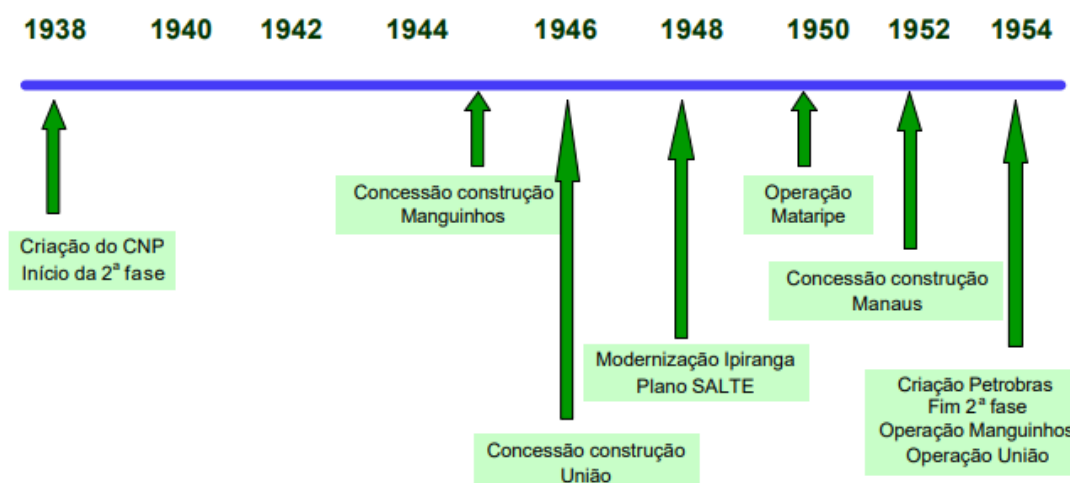 1938 1940 1942 1944 1946 1948 1950 1952 1954
Criação do CNP
Início da 2ª fase
Concessão construção
Manguinhos
Concessão construção
União
Modernização Ipiranga
Plano SALTE
Operação
Mataripe
Concessão construção
Manaus
Criação Petrobras
Fim 2ª fase
Operação Manguinhos
Operação União